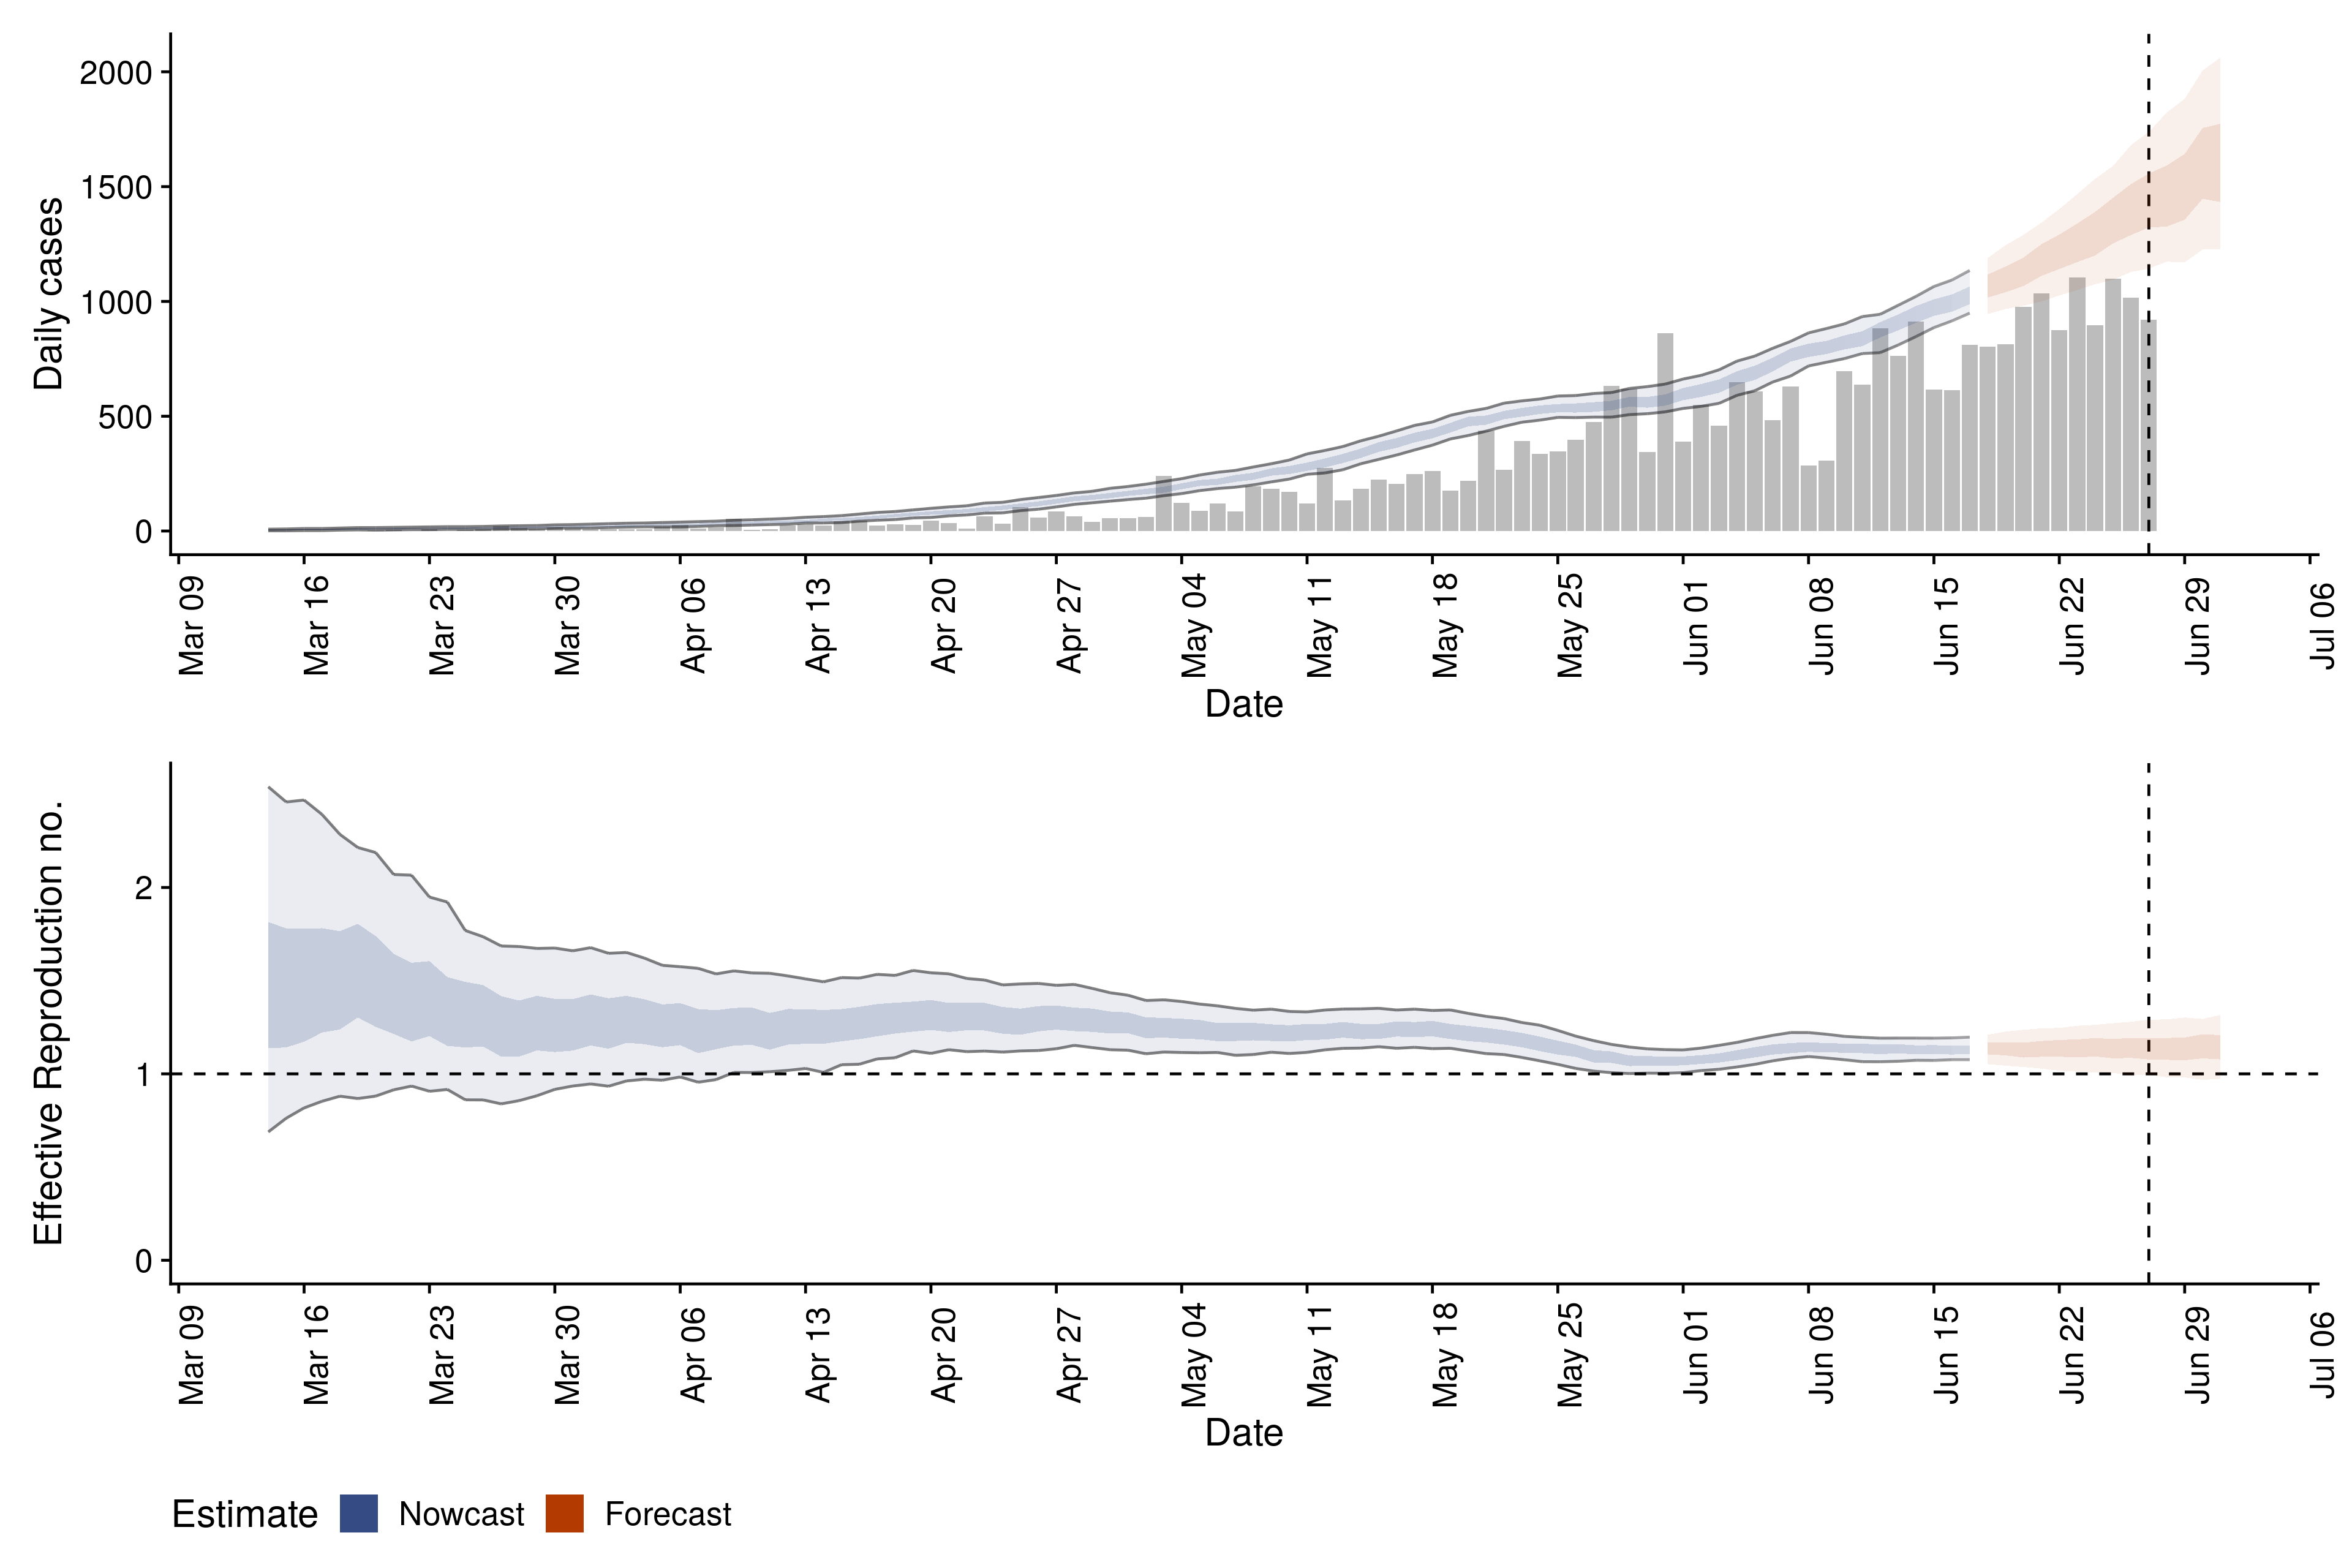 2000
1500
1000
500
0
Daily cases
Mar 09 Mar 16 Mar 23 Mar 30 Apr 06 Apr 13 Apr 20 Apr 27 May 04 May 11 May 18 May 25 Jun 01 Jun 08 Jun 15 Jun 22 Jun 29 Jul 06
Date
2
1
0
Effective Reproduction no.
Mar 09 Mar 16 Mar 23 Mar 30 Apr 06 Apr 13 Apr 20 Apr 27 May 04 May 11 May 18 May 25 Jun 01 Jun 08 Jun 15 Jun 22 Jun 29 Jul 06
Date
Estimate Nowcast Forecast